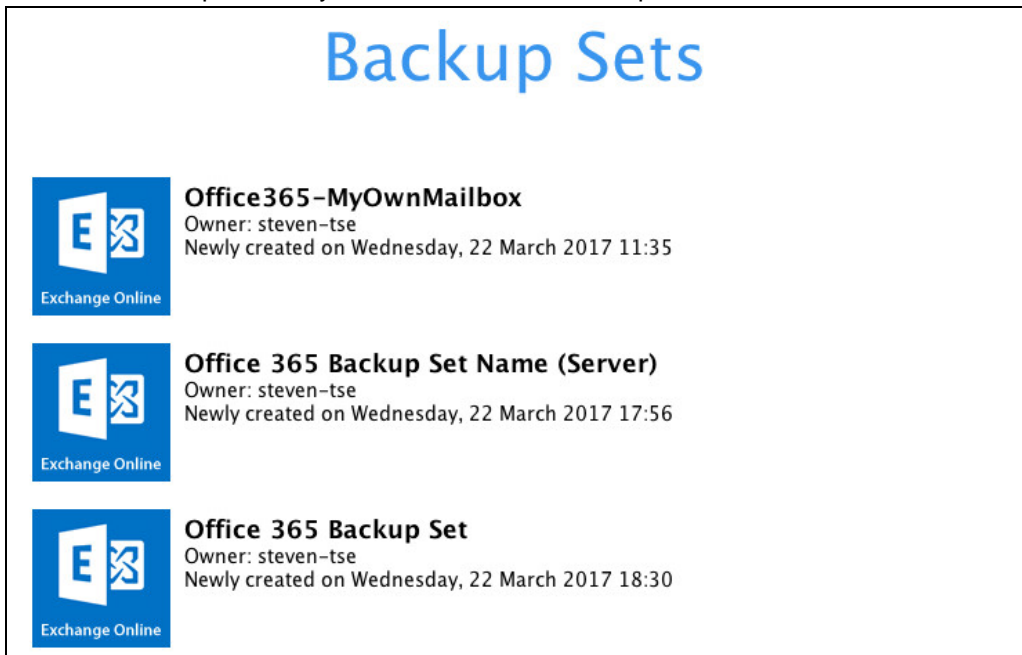 Backup Sets
E
Exchange Online
Office365-MyOwnMailbox
Owner: steven-tse
Newly created on Wednesday, 22 March 2017 11:35
E
Exchange Online
Office 365 Backup Set Name (Server)
Owner: steven-tse
Newly created on Wednesday, 22 March 2017 17:56
E
Exchange Online
Office 365 Backup Set
Owner: steven-tse
Newly created on Wednesday, 22 March 2017 18:30